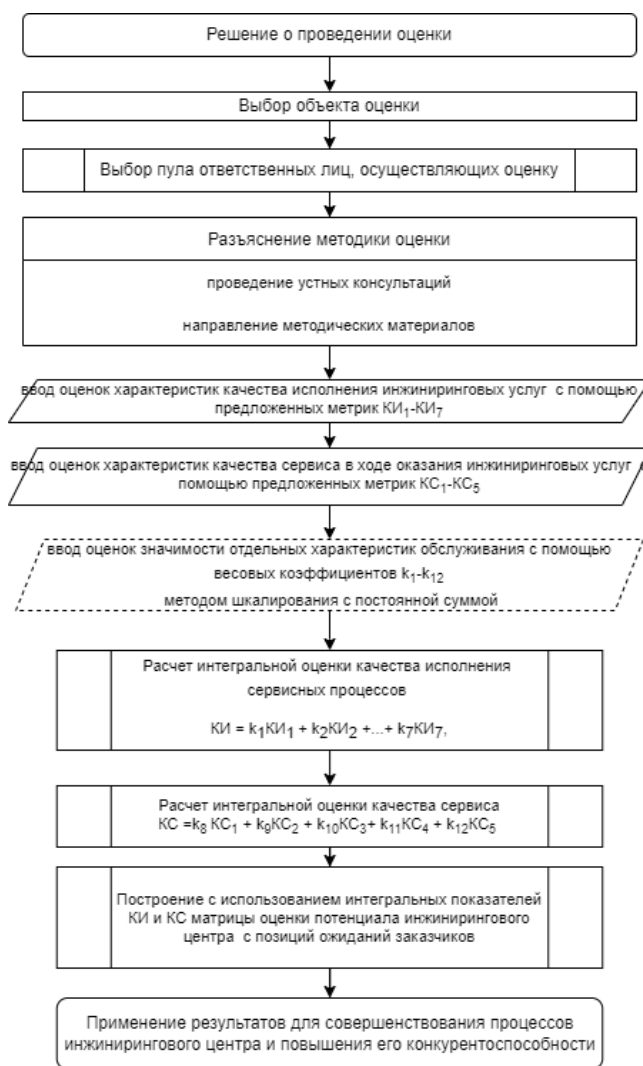 Решение о проведении оценки
Выбор объекта оценки
Выбор пула ответственных лиц, осуществляющих оценку
Разъяснение методики оценки
проведение устных консультаций
направление методических материалов
ввод оценок характеристик качества исполнения инжиниринговых услуг с помощью
предложенных метрик КИ₁-КИ₇
ввод оценок характеристик качества сервиса в ходе оказания инжиниринговых услуг с
помощью предложенных метрик КС₁-КС₅
ввод оценок значимости отдельных характеристик обслуживания с помощью
весовых коэффициентов k₁-k₁₂
методом шкалирования с постоянной суммой
Расчет интегральной оценки качества исполнения
сервисных процессов
КИ = k₁КИ₁ + k₂КИ₂ +...+ k₇КИ₇,
Расчет интегральной оценки качества сервиса
КС =k₈ КС₁ + k₉КС₂ + k₁₀КС₃+ k₁₁КС₄ + k₁₂КС₅
Построение с использованием интегральных показателей
КИ и КС матрицы оценки потенциала инжинирингового
центра с позиций ожиданий заказчиков
Применение результатов для совершенствования процессов
инжинирингового центра и повышения его конкурентоспособности